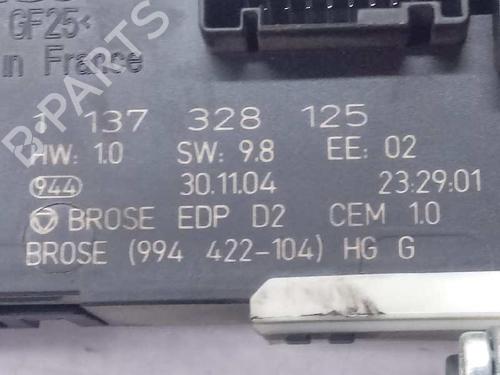 GF25<
in France
1 137 328 125
HW: 1.0 SW: 9.8 EE: 02
944 30.11.04 23:29:01
BROSE EDP D2 CEM 1.0
BROSE (994 422-104) HG G
B-PARTS